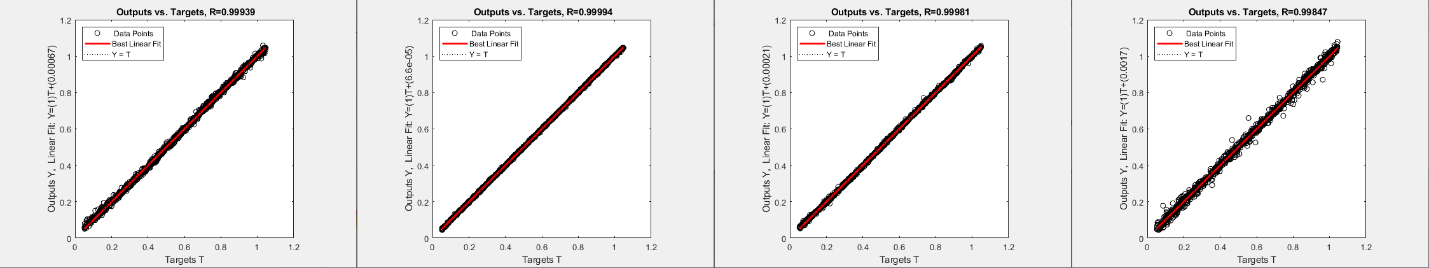 Outputs vs. Targets, R=0.99939
Outputs Y, Linear Fit: Y=(1)T+(0.00067)
1.2
1
0.8
0.6
0.4
0.2
0
Data Points
Best Linear Fit
Y = T
0 0.2 0.4 0.6 0.8 1 1.2
Targets T
Outputs vs. Targets, R=0.99994
Outputs Y, Linear Fit: Y=(1)T+(6.6e-05)
1.2
1
0.8
0.6
0.4
0.2
0
Data Points
Best Linear Fit
Y = T
0 0.2 0.4 0.6 0.8 1 1.2
Targets T
Outputs vs. Targets, R=0.99981
Outputs Y, Linear Fit: Y=(1)T+(0.00021)
1.2
1
0.8
0.6
0.4
0.2
0
Data Points
Best Linear Fit
Y = T
0 0.2 0.4 0.6 0.8 1 1.2
Targets T
Outputs vs. Targets, R=0.99847
Outputs Y, Linear Fit: Y=(1)T+(0.0017)
1.2
1
0.8
0.6
0.4
0.2
0
Data Points
Best Linear Fit
Y = T
0 0.2 0.4 0.6 0.8 1 1.2
Targets T